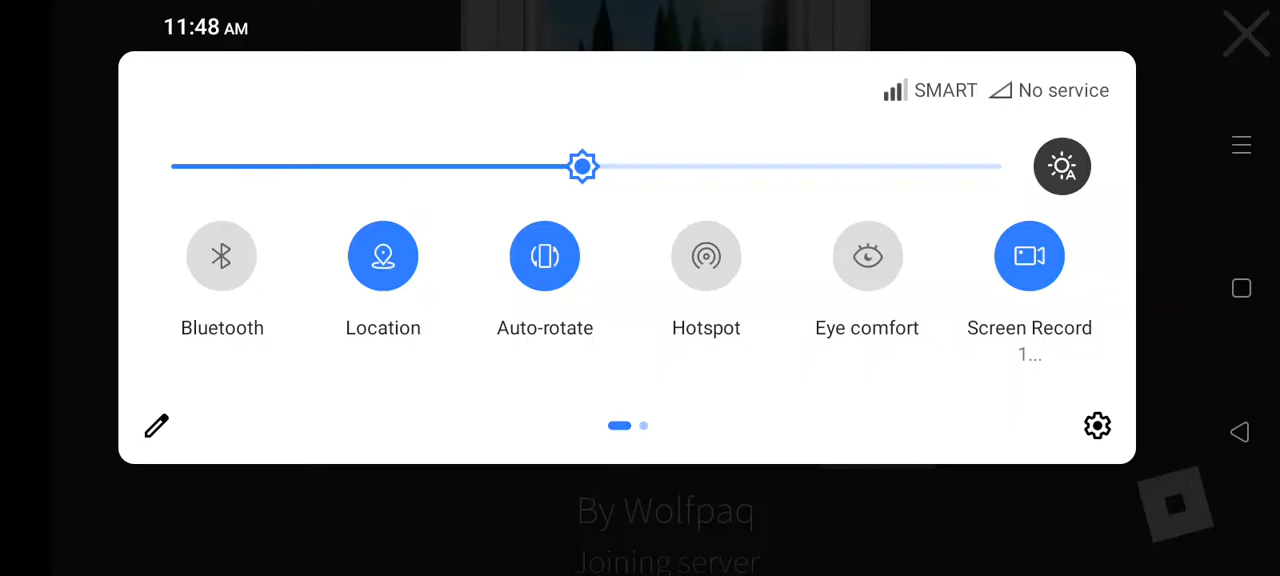 11:48 AM
SMART No service
Bluetooth Location Auto-rotate Hotspot Eye comfort Screen Record
1...
By Wolfpaq
Joining server